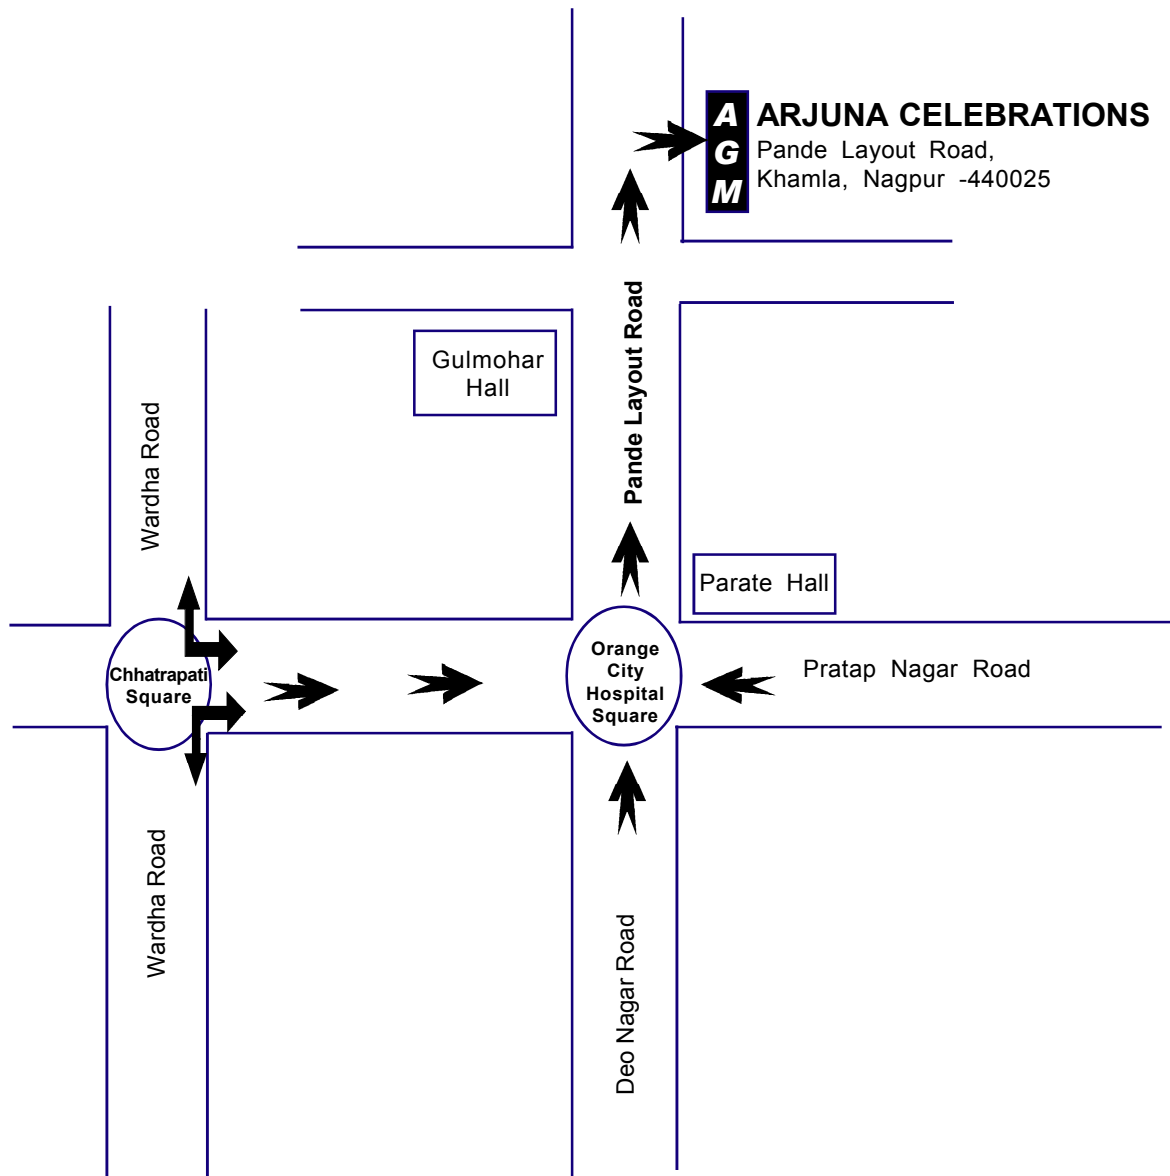 A
G
M
ARJUNA CELEBRATIONS
Pande Layout Road,
Khamla, Nagpur -440025
Gulmohar
Hall
Pande Layout Road
Wardha Road
Parate Hall
Chhatrapati
Square
Orange
City
Hospital
Square
Pratap Nagar Road
Wardha Road
Deo Nagar Road